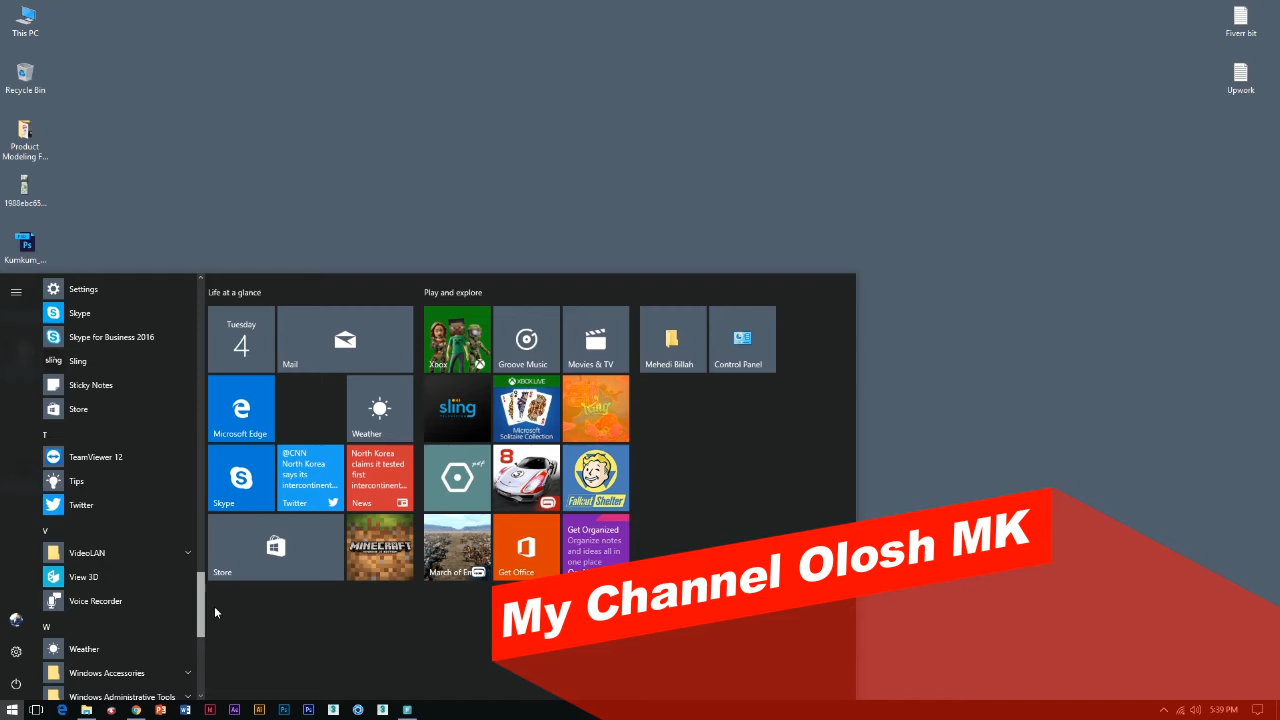 This PC
Recycle Bin
Product
Modeling F...
1988ebc65...
Kumkum_...
Fiverr bit
Upwork
Settings
Skype
Skype for Business 2016
sling
Sling
Sticky Notes
Store
T
TeamViewer 12
Tips
Twitter
V
VideoLAN
View 3D
Voice Recorder
W
Weather
Windows Accessories
Windows Administrative Tools
Life at a glance
Tuesday
4
Mail
Microsoft Edge
Weather
Skype
@CNN
North Korea
says its
intercontinent...
Twitter
North Korea
claims it tested
first
intercontinent...
News
Store
MINECRAFT
Play and explore
Xbox
Groove Music
Movies & TV
sling
XBOX LIVE
Microsoft
Solitaire Collection
King
8
Fallout Shelter
March of Em
Get Office
Get Organized
Organize notes
and ideas all in
one place
Mehedi Billah
Control Panel
My Channel Olosh MK
5:39 PM